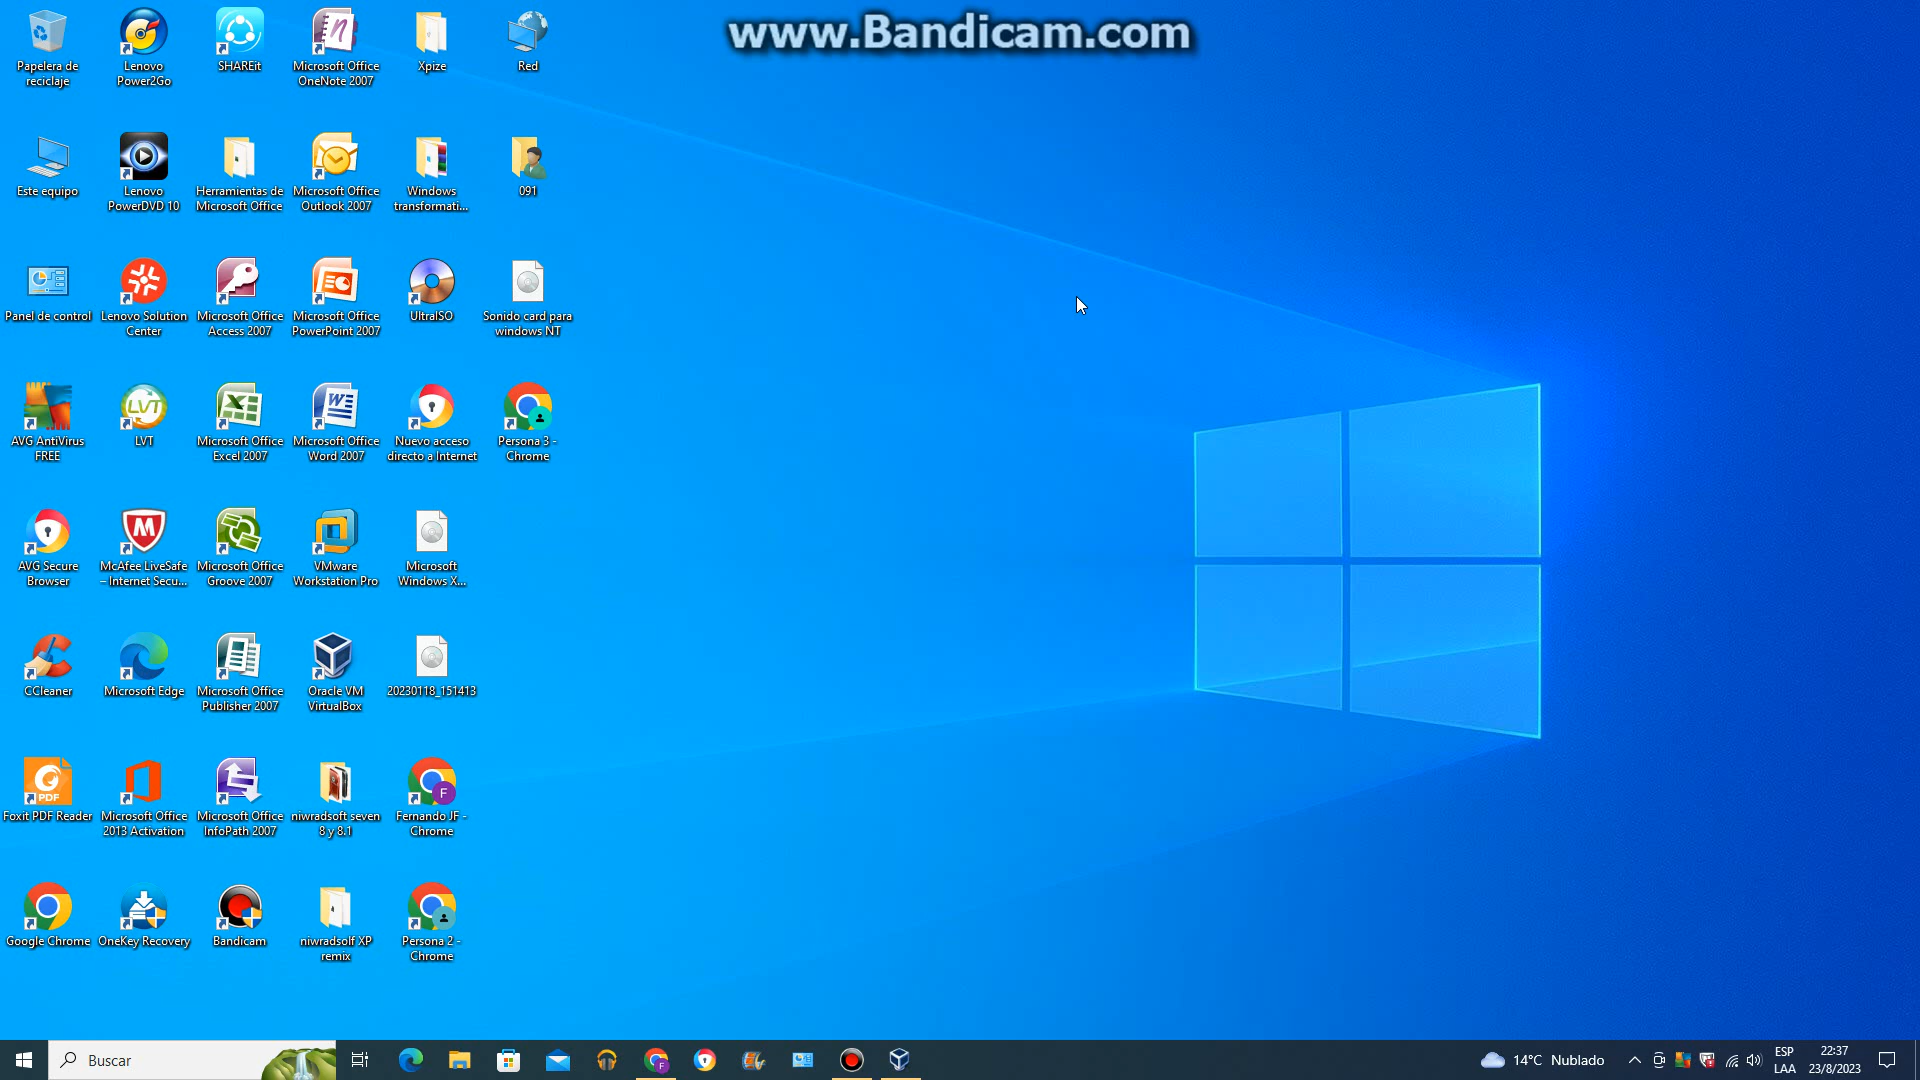 www.Bandicam.com
Papelera de
reciclaje
Lenovo
Power2Go
SHAREit
Microsoft Office
OneNote 2007
Xpize
Red
Este equipo
Lenovo
PowerDVD 10
Herramientas de
Microsoft Office
Microsoft Office
Outlook 2007
Windows
transformati...
091
Panel de control
Lenovo Solution
Center
Microsoft Office
Access 2007
Microsoft Office
PowerPoint 2007
UltraISO
Sonido card para
windows NT
AVG AntiVirus
FREE
LVT
LVT
Microsoft Office
Excel 2007
Microsoft Office
Word 2007
Nuevo acceso
directo a Internet
Persona 3 -
Chrome
AVG Secure
Browser
McAfee LiveSafe
– Internet Secu...
Microsoft Office
Groove 2007
VMware
Workstation Pro
Microsoft
Windows X...
CCleaner
Microsoft Edge
Microsoft Office
Publisher 2007
Oracle VM
VirtualBox
20230118_151413
PDF
Foxit PDF Reader
Microsoft Office
2013 Activation
Microsoft Office
InfoPath 2007
niwradsoft seven
8 y 8.1
F
Fernando JF -
Chrome
Google Chrome
OneKey Recovery
Bandicam
niwradsolf XP
remix
Persona 2 -
Chrome
Buscar
14°C Nublado
ESP
LAA
22:37
23/8/2023